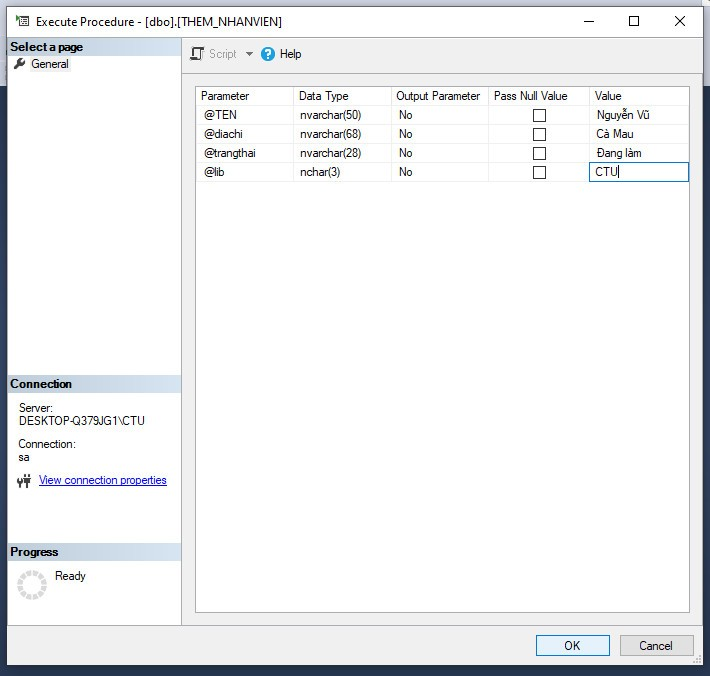 Execute Procedure - [dbo].[THEM_NHANVIEN]
Select a page
General
Script Help
Parameter Data Type Output Parameter Pass Null Value Value
@TEN nvarchar(50) No Nguyễn Vũ
@diachi nvarchar(68) No Cà Mau
@trangthai nvarchar(28) No Đang làm
@lib nchar(3) No CTU
Connection
Server:
DESKTOP-Q379JG1\CTU
Connection:
sa
View connection properties
Progress
Ready
OK Cancel